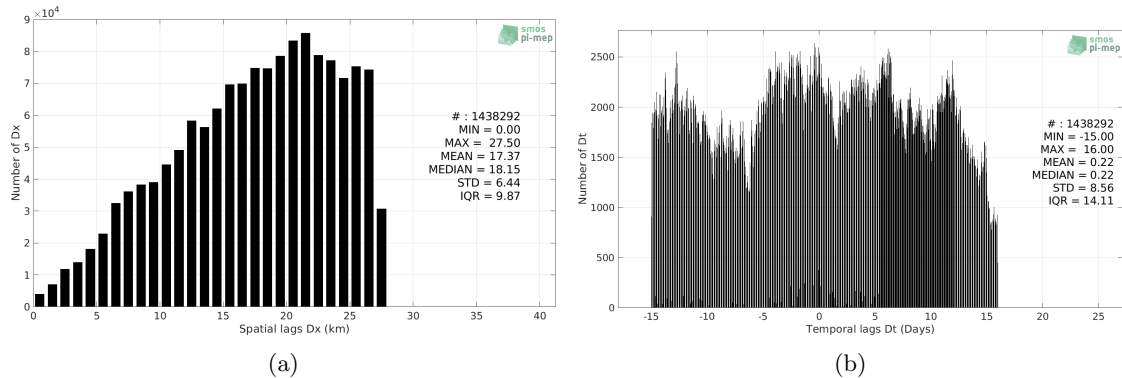 9 ×10⁴
8
7
6
5
4
3
2
1
0
Number of Dx
0 5 10 15 20 25 30 35 40
Spatial lags Dx (km)
smos
pi-mep
# : 1438292
MIN = 0.00
MAX = 27.50
MEAN = 17.37
MEDIAN = 18.15
STD = 6.44
IQR = 9.87
(a)
2500
2000
1500
1000
500
0
Number of Dt
-15 -10 -5 0 5 10 15 20 25
Temporal lags Dt (Days)
smos
pi-mep
# : 1438292
MIN = -15.00
MAX = 16.00
MEAN = 0.22
MEDIAN = 0.22
STD = 8.56
IQR = 14.11
(b)